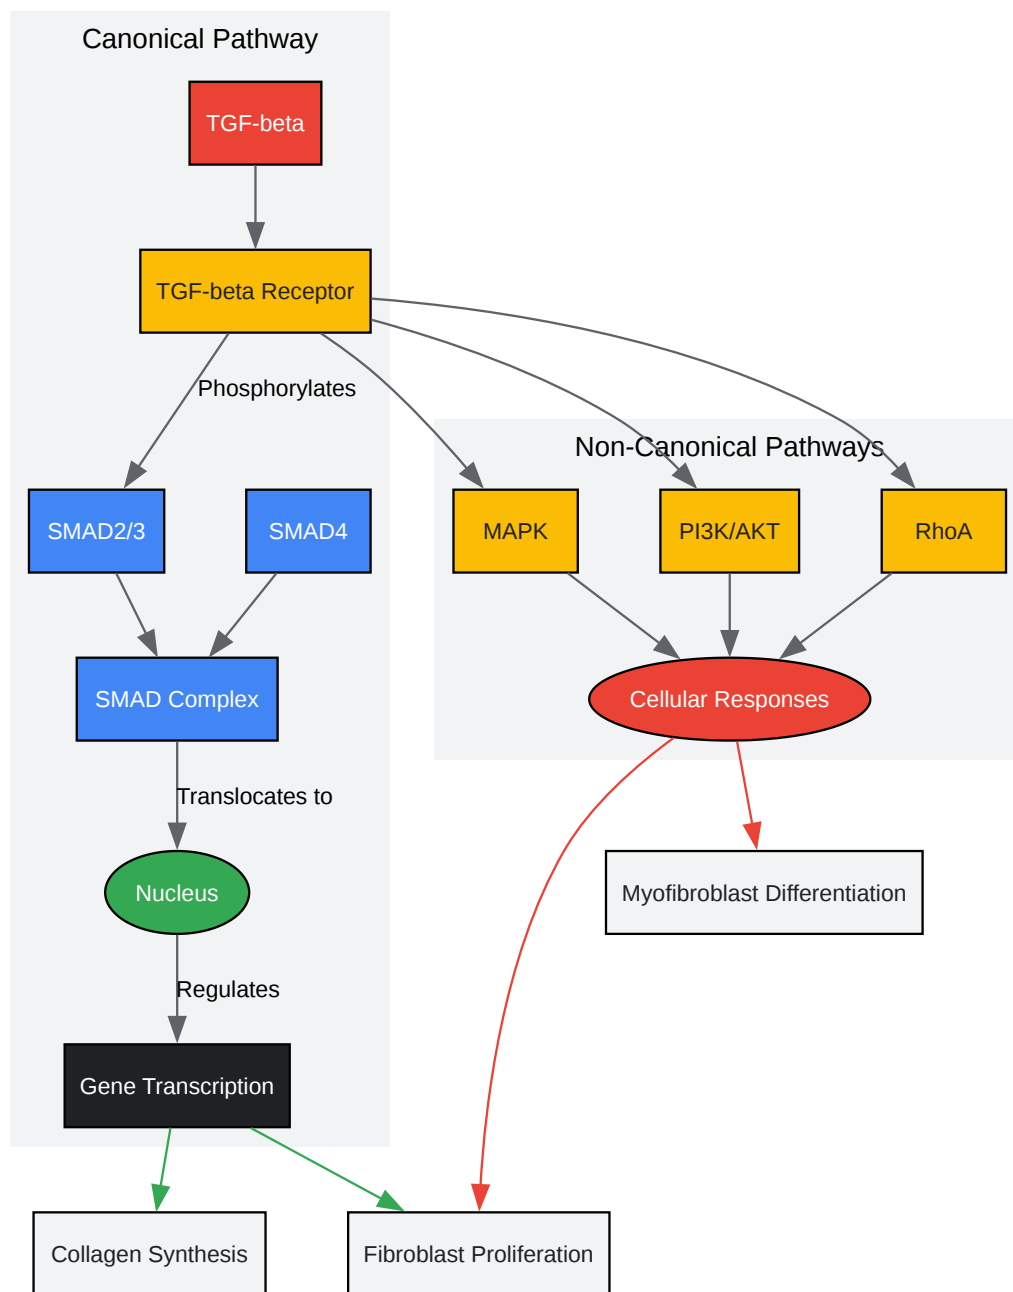 Canonical Pathway
TGF-beta
TGF-beta Receptor
Phosphorylates
Non-Canonical Pathways
SMAD2/3
SMAD4
MAPK
PI3K/AKT
RhoA
SMAD Complex
Cellular Responses
Translocates to
Nucleus
Myofibroblast Differentiation
Regulates
Gene Transcription
Collagen Synthesis
Fibroblast Proliferation